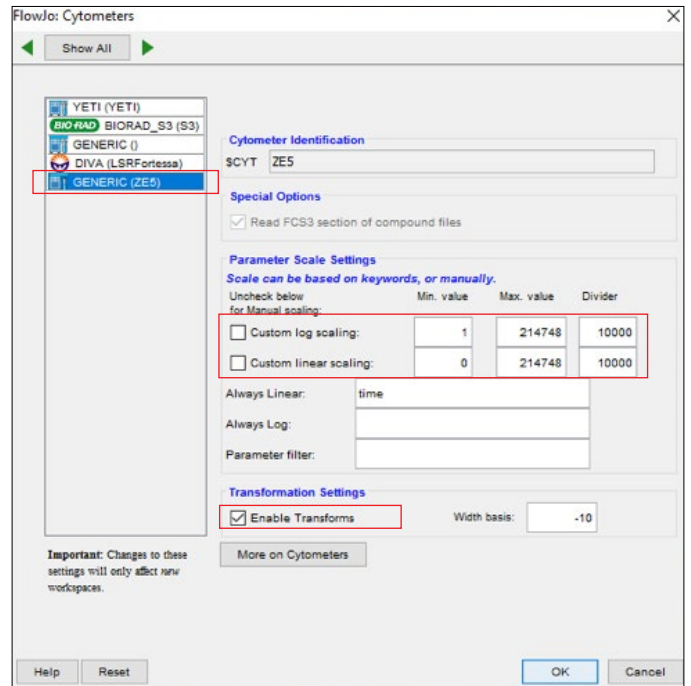 FlowJo: Cytometers
Show All
YETI (YETI)
BIO-RAD BIORAD_S3 (S3)
GENERIC ()
DIVA (LSRFortessa)
GENERIC (ZE5)
Important: Changes to these
settings will only affect new
workspaces.
Cytometer Identification
$CYT ZE5
Special Options
Read FCS3 section of compound files
Parameter Scale Settings
Scale can be based on keywords, or manually.
Uncheck below Min. value Max. value Divider
for Manual scaling:
Custom log scaling: 1 214748 10000
Custom linear scaling: 0 214748 10000
Always Linear: time
Always Log:
Parameter filter:
Transformation Settings
Enable Transforms Width basis: -10
More on Cytometers
Help Reset OK Cancel